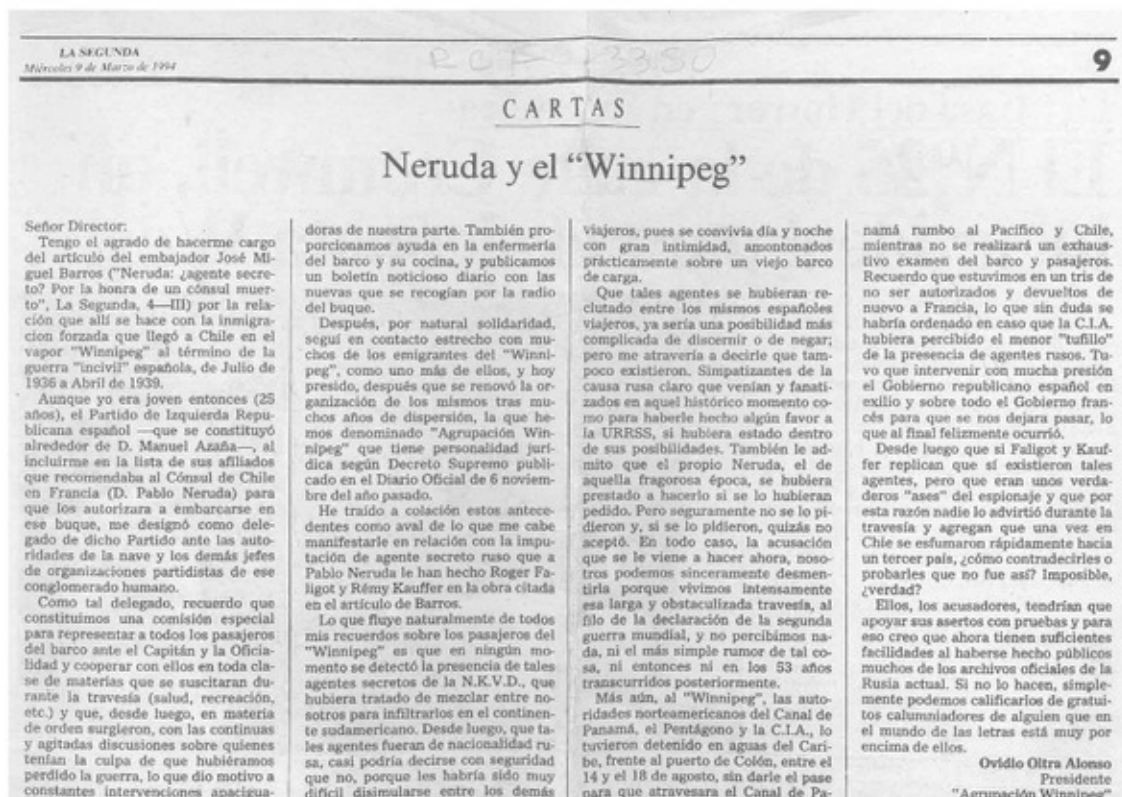 LA SEGUNDA
Miércoles 9 de Marzo de 1994
9
CARTAS
Neruda y el “Winnipeg”
Señor Director:
Tengo el agrado de hacerme cargo
del artículo del embajador José Mi-
guel Barros ("Neruda: ¿agente secre-
to? Por la honra de un cónsul muer-
to", La Segunda, 4—III) por la rela-
ción que allí se hace con la inmigra-
ción forzada que llegó a Chile en el
vapor "Winnipeg" al término de la
guerra "incivil" española, de Julio de
1936 a Abril de 1939.
Aunque yo era joven entonces (25
años), el Partido de Izquierda Repu-
blicana español —que se constituyó
alrededor de D. Manuel Azaña—, al
incluirme en la lista de sus afiliados
que recomendaba al Cónsul de Chile
en Francia (D. Pablo Neruda) para
que los autorizara a embarcarse en
ese buque, me designó como dele-
gado de dicho Partido ante las auto-
ridades de la nave y los demás jefes
de organizaciones partidistas de ese
conglomerado humano.
Como tal delegado, recuerdo que
constituimos una comisión especial
para representar a todos los pasajeros
del barco ante el Capitán y la Oficia-
lidad y cooperar con ellos en toda cla-
se de materias que se suscitaran du-
rante la travesía (salud, recreación,
etc.) y que, desde luego, en materia
de orden surgieron, con las continuas
y agitadas discusiones sobre quienes
tenían la culpa de que hubiéramos
perdido la guerra, lo que dio motivo a
constantes intervenciones apacigua-
doras de nuestra parte. También pro-
porcionamos ayuda en la enfermería
del barco y su cocina, y publicamos
un boletín noticioso diario con las
nuevas que se recogían por la radio
del buque.
Después, por natural solidaridad,
seguí en contacto estrecho con mu-
chos de los emigrantes del "Winni-
peg", como uno más de ellos, y hoy
presido, después que se renovó la or-
ganización de los mismos tras mu-
chos años de dispersión, la que he-
mos denominado "Agrupación Win-
nipeg" que tiene personalidad jurí-
dica según Decreto Supremo publi-
cado en el Diario Oficial de 6 noviem-
bre del año pasado.
He traído a colación estos antece-
dentes como aval de lo que me cabe
manifestarle en relación con la impu-
tación de agente secreto ruso que a
Pablo Neruda le han hecho Roger Fa-
ligot y Rémy Kauffer en la obra citada
en el artículo de Barros.
Lo que fluye naturalmente de todos
mis recuerdos sobre los pasajeros del
"Winnipeg" es que en ningún mo-
mento se detectó la presencia de tales
agentes secretos de la N.K.V.D., que
hubiera tratado de mezclar entre no-
sotros para infiltrarlos en el continen-
te sudamericano. Desde luego, que ta-
les agentes fueran de nacionalidad ru-
sa, casi podría decirse con seguridad
que no, porque les habría sido muy
difícil disimularse entre los demás
viajeros, pues se convivía día y noche
con gran intimidad, amontonados
prácticamente sobre un viejo barco
de carga.
Que tales agentes se hubieran re-
clutado entre los mismos españoles
viajeros, ya sería una posibilidad más
complicada de discernir o de negar;
pero me atrevería a decirle que tam-
poco existieron. Simpatizantes de la
causa rusa claro que venían y fanati-
zados en aquel histórico momento co-
mo para haberle hecho algún favor a
la URRSS, si hubiera estado dentro
de sus posibilidades. También le ad-
mito que el propio Neruda, el de
aquella fragorosa época, se hubiera
prestado a hacerlo si se lo hubieran
pedido. Pero seguramente no se lo pi-
dieron y, si se lo pidieron, quizás no
aceptó. En todo caso, la acusación
que se le viene a hacer ahora, noso-
tros podemos sinceramente desmen-
tirla porque vivimos intensamente
esa larga y obstaculizada travesía, al
filo de la declaración de la segunda
guerra mundial, y no percibimos na-
da, ni el más simple rumor de tal co-
sa, ni entonces ni en los 53 años
transcurridos posteriormente.
Más aún, al "Winnipeg", las auto-
ridades norteamericanos del Canal de
Panamá, el Pentágono y la C.I.A., lo
tuvieron detenido en aguas del Cari-
be, frente al puerto de Colón, entre el
14 y el 18 de agosto, sin darle el pase
para que atravesara el Canal de Pa-
namá rumbo al Pacífico y Chile,
mientras no se realizará un exhaus-
tivo examen del barco y pasajeros.
Recuerdo que estuvimos en un tris de
no ser autorizados y devueltos de
nuevo a Francia, lo que sin duda se
habría ordenado en caso que la C.I.A.
hubiera percibido el menor "tufillo"
de la presencia de agentes rusos. Tu-
vo que intervenir con mucha presión
el Gobierno republicano español en
exilio y sobre todo el Gobierno fran-
cés para que se nos dejara pasar, lo
que al final felizmente ocurrió.
Desde luego que si Faligot y Kauf-
fer replican que sí existieron tales
agentes, pero que eran unos verda-
deros "ases" del espionaje y que por
esta razón nadie lo advirtió durante la
travesía y agregan que una vez en
Chie se esfumaron rápidamente hacia
un tercer país, ¿cómo contradecirles o
probarles que no fue así? Imposible,
¿verdad?
Ellos, los acusadores, tendrían que
apoyar sus asertos con pruebas y para
eso creo que ahora tienen suficientes
facilidades al haberse hecho públicos
muchos de los archivos oficiales de la
Rusia actual. Si no lo hacen, simple-
mente podemos calificarlos de gratui-
tos calumniadores de alguien que en
el mundo de las letras está muy por
encima de ellos.
Ovidio Oltra Alonso
Presidente
"Agrupación Winnipeg"